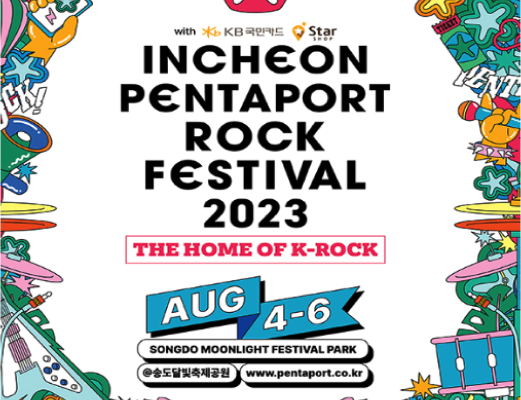 with KB국민카드 Star SHOP
INCHEON
PENTAPORT
ROCK
FESTIVAL
2023
THE HOME OF K-ROCK
AUG
4-6
SONGDO MOONLIGHT FESTIVAL PARK
@송도달빛축제공원 www.pentaport.co.kr
TICKET